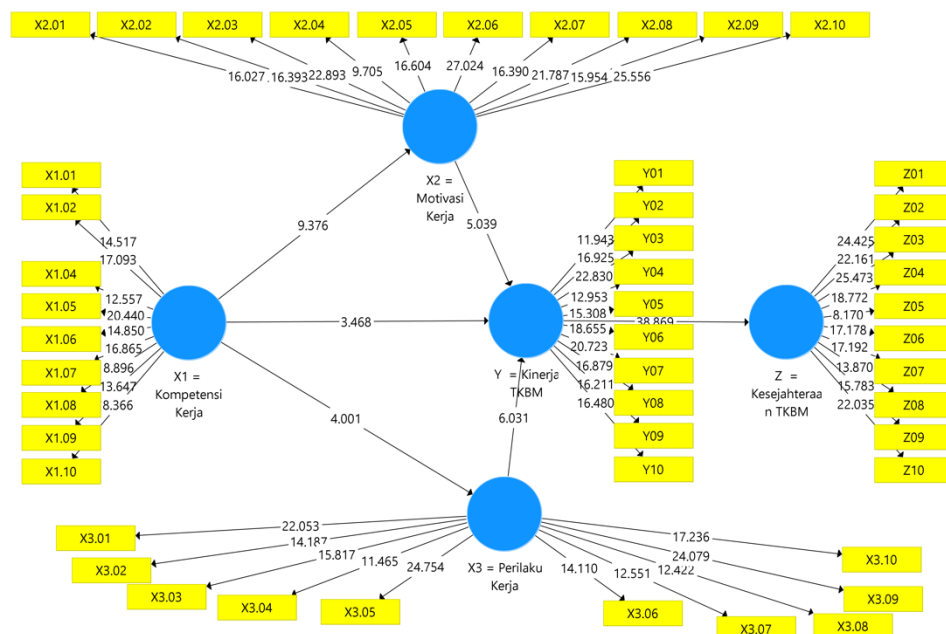 X2.01 X2.02 X2.03 X2.04 X2.05 X2.06 X2.07 X2.08 X2.09 X2.10
16.027 16.393 22.893 9.705 16.604 27.024 16.390 21.787 15.954 25.556
X2 =
Motivasi
Kerja
X1.01
X1.02
X1.04
X1.05
X1.06
X1.07
X1.08
X1.09
X1.10
14.517
17.093
12.557
20.440
14.850
16.865
8.896
13.647
8.366
X1 =
Kompetensi
Kerja
9.376
5.039
3.468
4.001
6.031
38.869
Y = Kinerja
TKBM
11.943
16.925
22.830
12.953
15.308
18.655
20.723
16.879
16.211
16.480
Y01
Y02
Y03
Y04
Y05
Y06
Y07
Y08
Y09
Y10
Z =
Kesejahteraa
n TKBM
24.425
22.161
25.473
18.772
8.170
17.178
17.192
13.870
15.783
22.035
Z01
Z02
Z03
Z04
Z05
Z06
Z07
Z08
Z09
Z10
X3 = Perilaku
Kerja
22.053
14.187
15.817
11.465
24.754
14.110
12.551
12.422
24.079
17.236
X3.01
X3.02
X3.03
X3.04
X3.05
X3.06
X3.07
X3.08
X3.09
X3.10